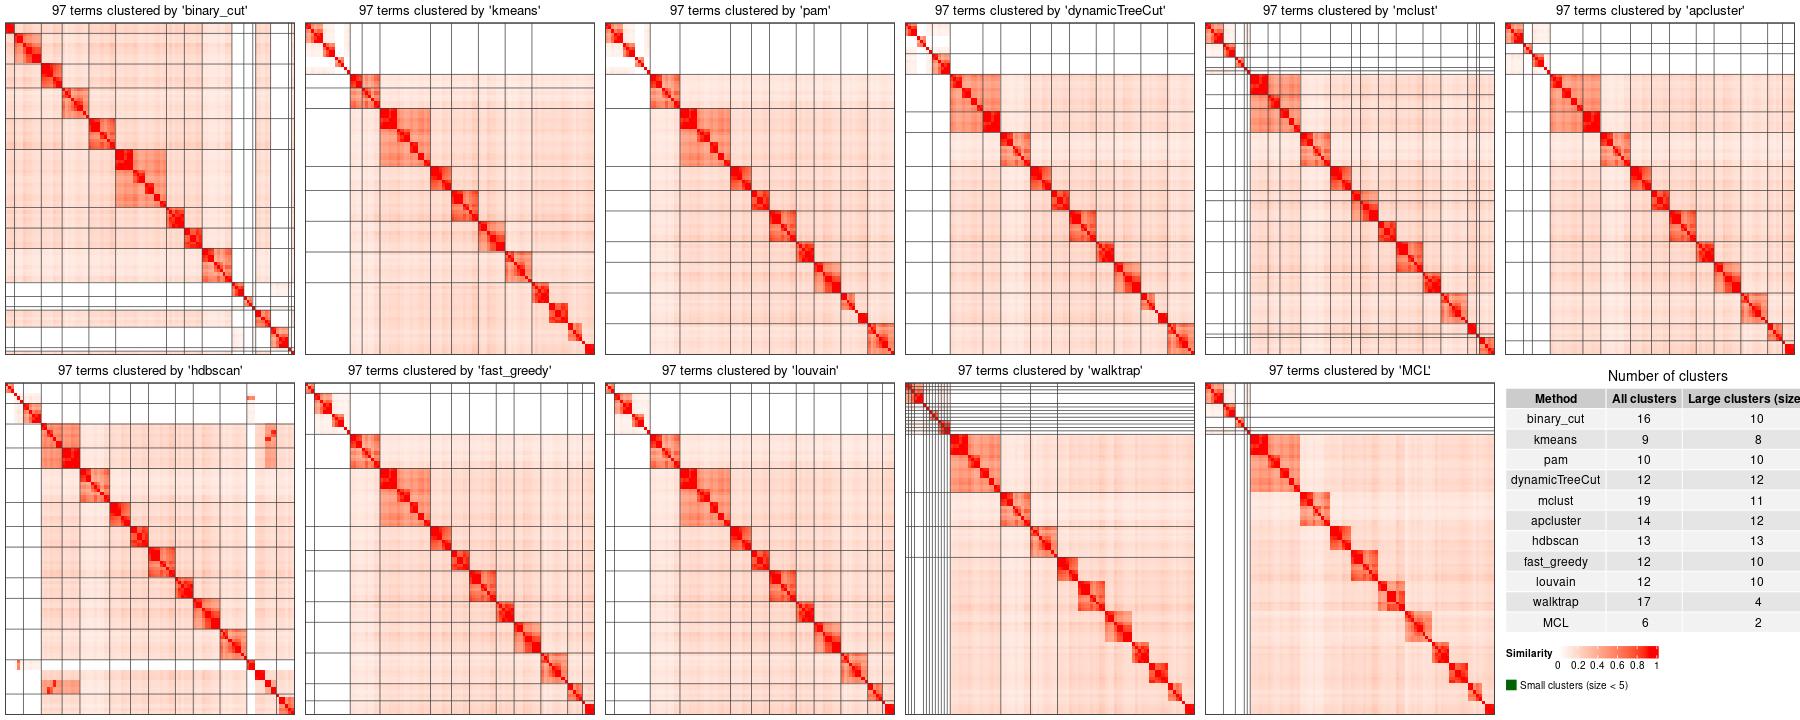 97 terms clustered by 'binary_cut'
97 terms clustered by 'kmeans'
97 terms clustered by 'pam'
97 terms clustered by 'dynamicTreeCut'
97 terms clustered by 'mclust'
97 terms clustered by 'apcluster'
97 terms clustered by 'hdbscan'
97 terms clustered by 'fast_greedy'
97 terms clustered by 'louvain'
97 terms clustered by 'walktrap'
97 terms clustered by 'MCL'
Number of clusters
Method All clusters Large clusters (size
binary_cut 16 10
kmeans 9 8
pam 10 10
dynamicTreeCut 12 12
mclust 19 11
apcluster 14 12
hdbscan 13 13
fast_greedy 12 10
louvain 12 10
walktrap 17 4
MCL 6 2
Similarity
0 0.2 0.4 0.6 0.8 1
Small clusters (size < 5)